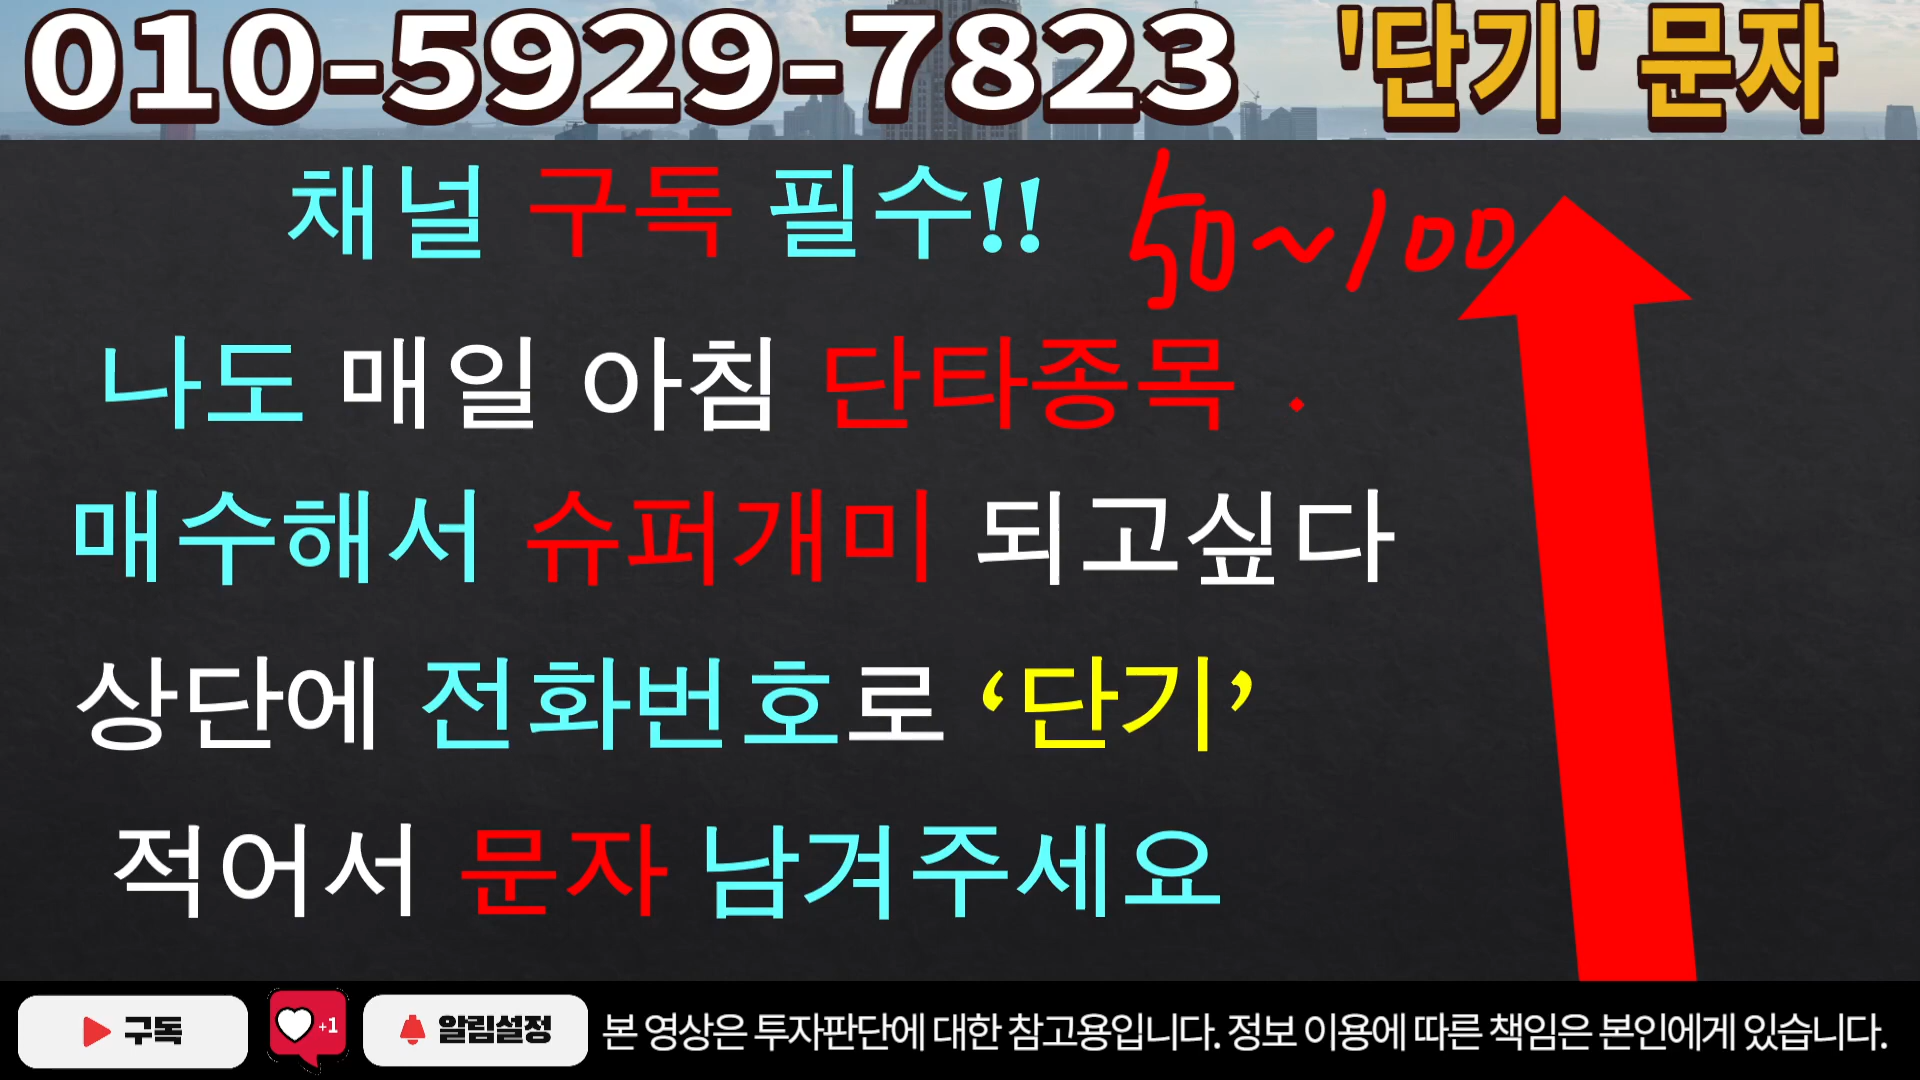 010-5929-7823 '단기' 문자
채널 구독 필수!! 50~100
나도 매일 아침 단타종목 .
매수해서 슈퍼개미 되고싶다
상단에 전화번호로 ‘단기’
적어서 문자 남겨주세요
구독 +1 알림설정 본 영상은 투자판단에 대한 참고용입니다. 정보 이용에 따른 책임은 본인에게 있습니다.